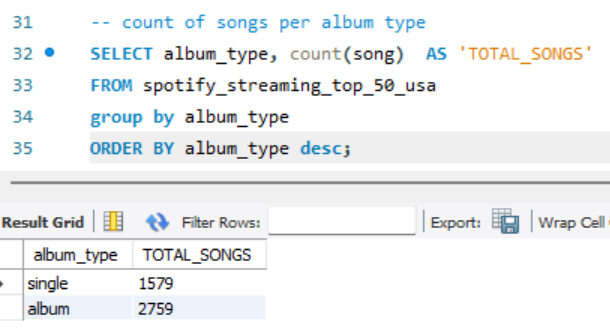 31 -- count of songs per album type
32 SELECT album_type, count(song) AS 'TOTAL_SONGS'
33 FROM spotify_streaming_top_50_usa
34 group by album_type
35 ORDER BY album_type desc;
Result Grid Filter Rows: Export: Wrap Cell
album_type TOTAL_SONGS
single 1579
album 2759